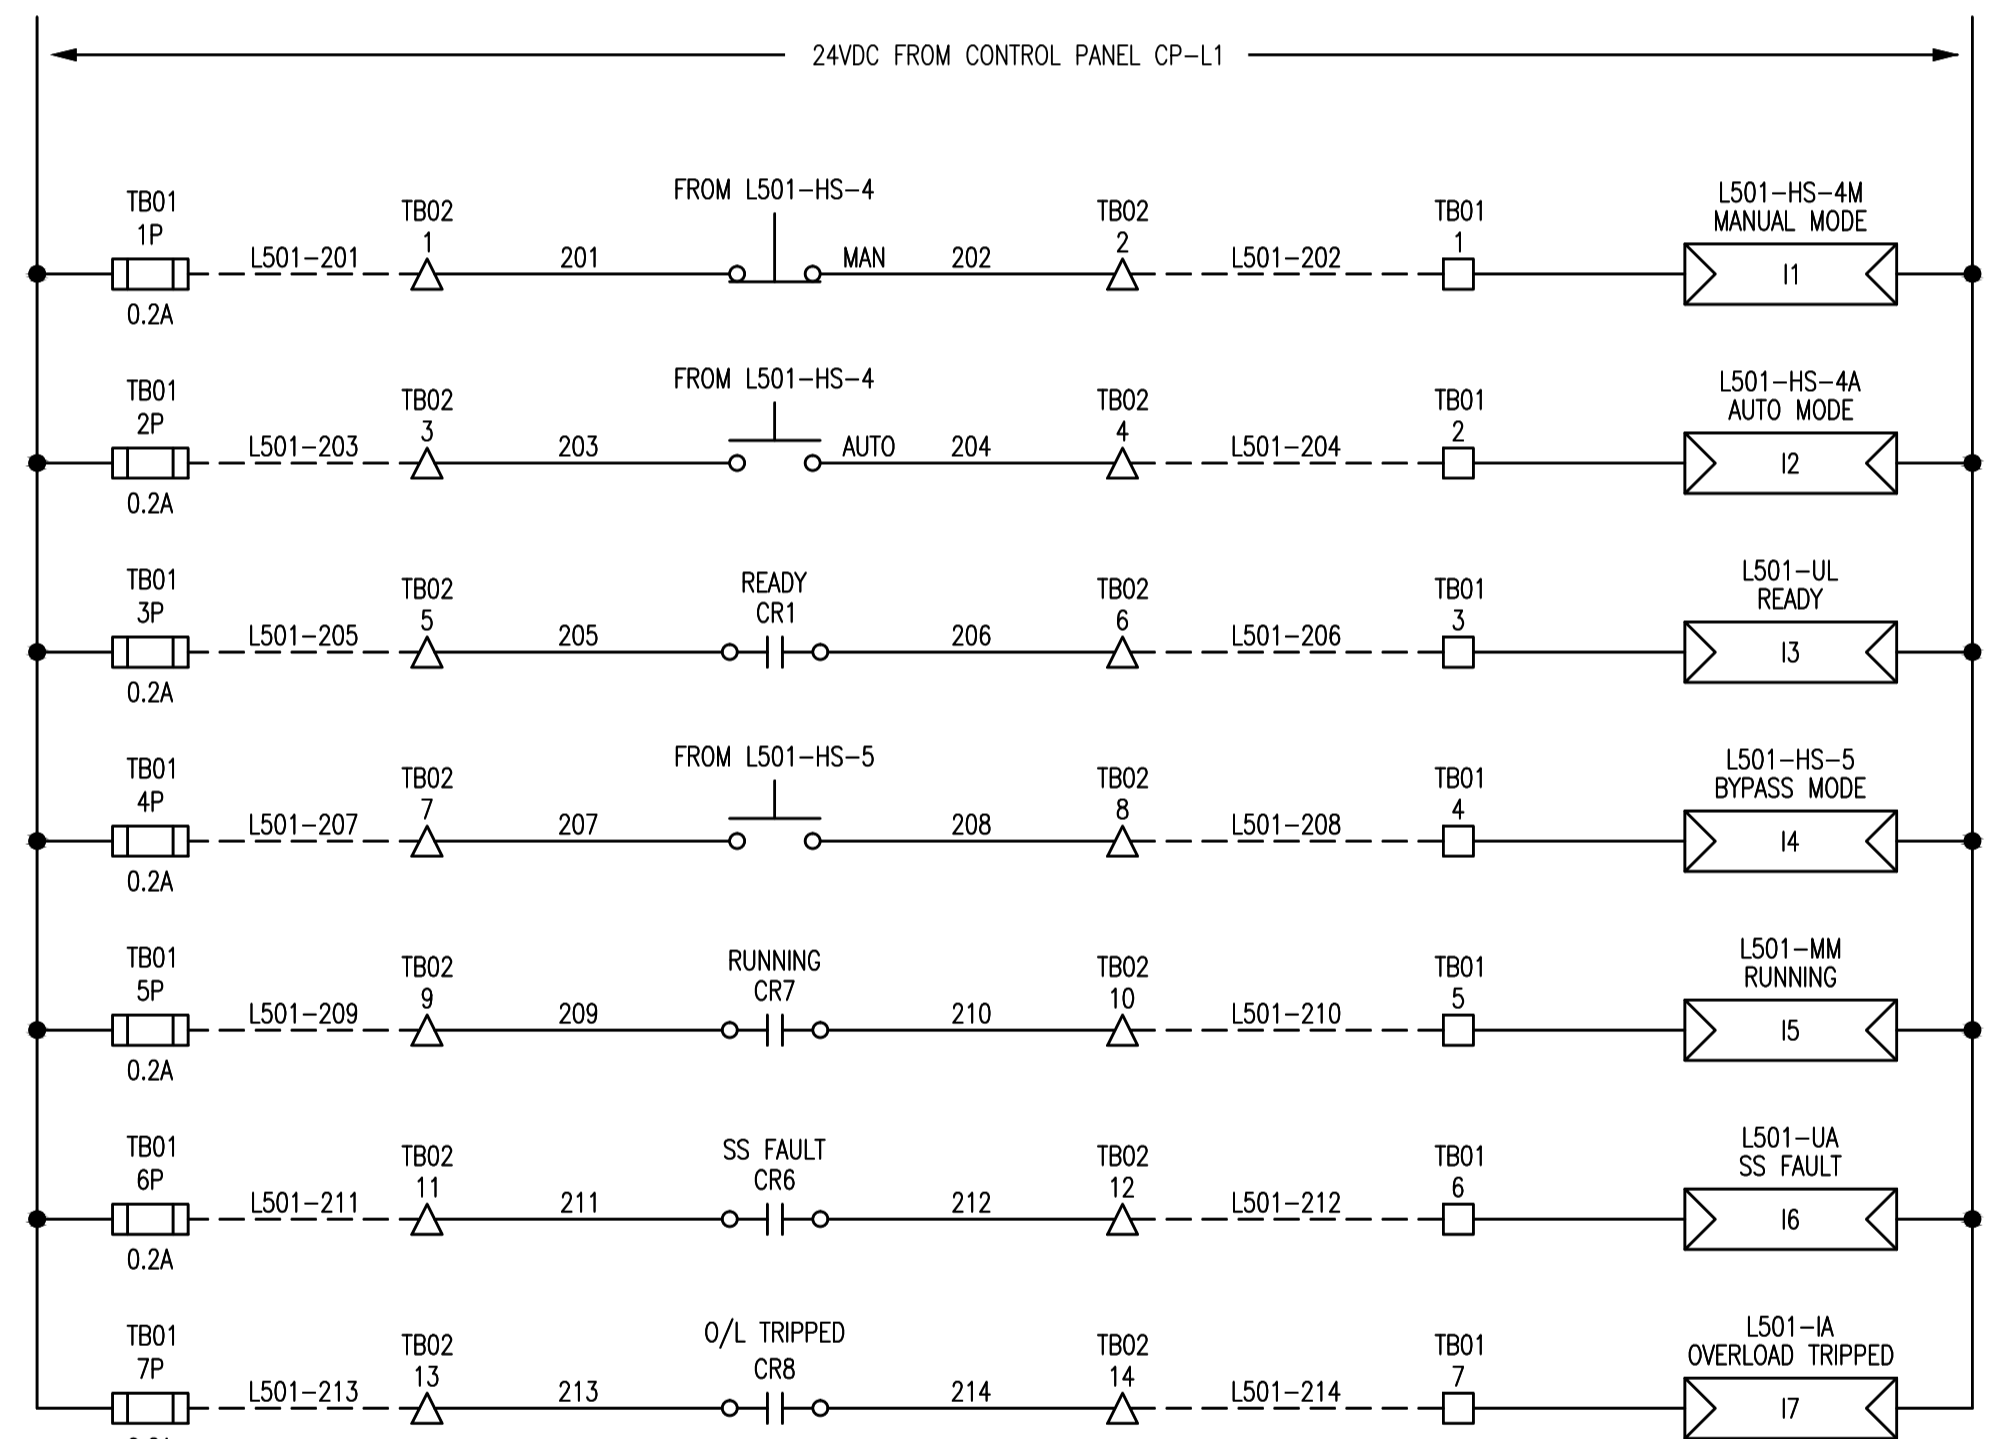 24VDC FROM CONTROL PANEL CP-L1
TB01
1P
0.2A
L501-201
TB02
1
201
FROM L501-HS-4
MAN
202
TB02
2
L501-202
TB01
1
L501-HS-4M
MANUAL MODE
I1
TB01
2P
0.2A
L501-203
TB02
3
203
FROM L501-HS-4
AUTO
204
TB02
4
L501-204
TB01
2
L501-HS-4A
AUTO MODE
I2
TB01
3P
0.2A
L501-205
TB02
5
205
READY
CR1
206
TB02
6
L501-206
TB01
3
L501-UL
READY
I3
TB01
4P
0.2A
L501-207
TB02
7
207
FROM L501-HS-5
208
TB02
8
L501-208
TB01
4
L501-HS-5
BYPASS MODE
I4
TB01
5P
0.2A
L501-209
TB02
9
209
RUNNING
CR7
210
TB02
10
L501-210
TB01
5
L501-MM
RUNNING
I5
TB01
6P
0.2A
L501-211
TB02
11
211
SS FAULT
CR6
212
TB02
12
L501-212
TB01
6
L501-UA
SS FAULT
I6
TB01
7P
L501-213
TB02
13
213
O/L TRIPPED
CR8
214
TB02
14
L501-214
TB01
7
L501-IA
OVERLOAD TRIPPED
I7